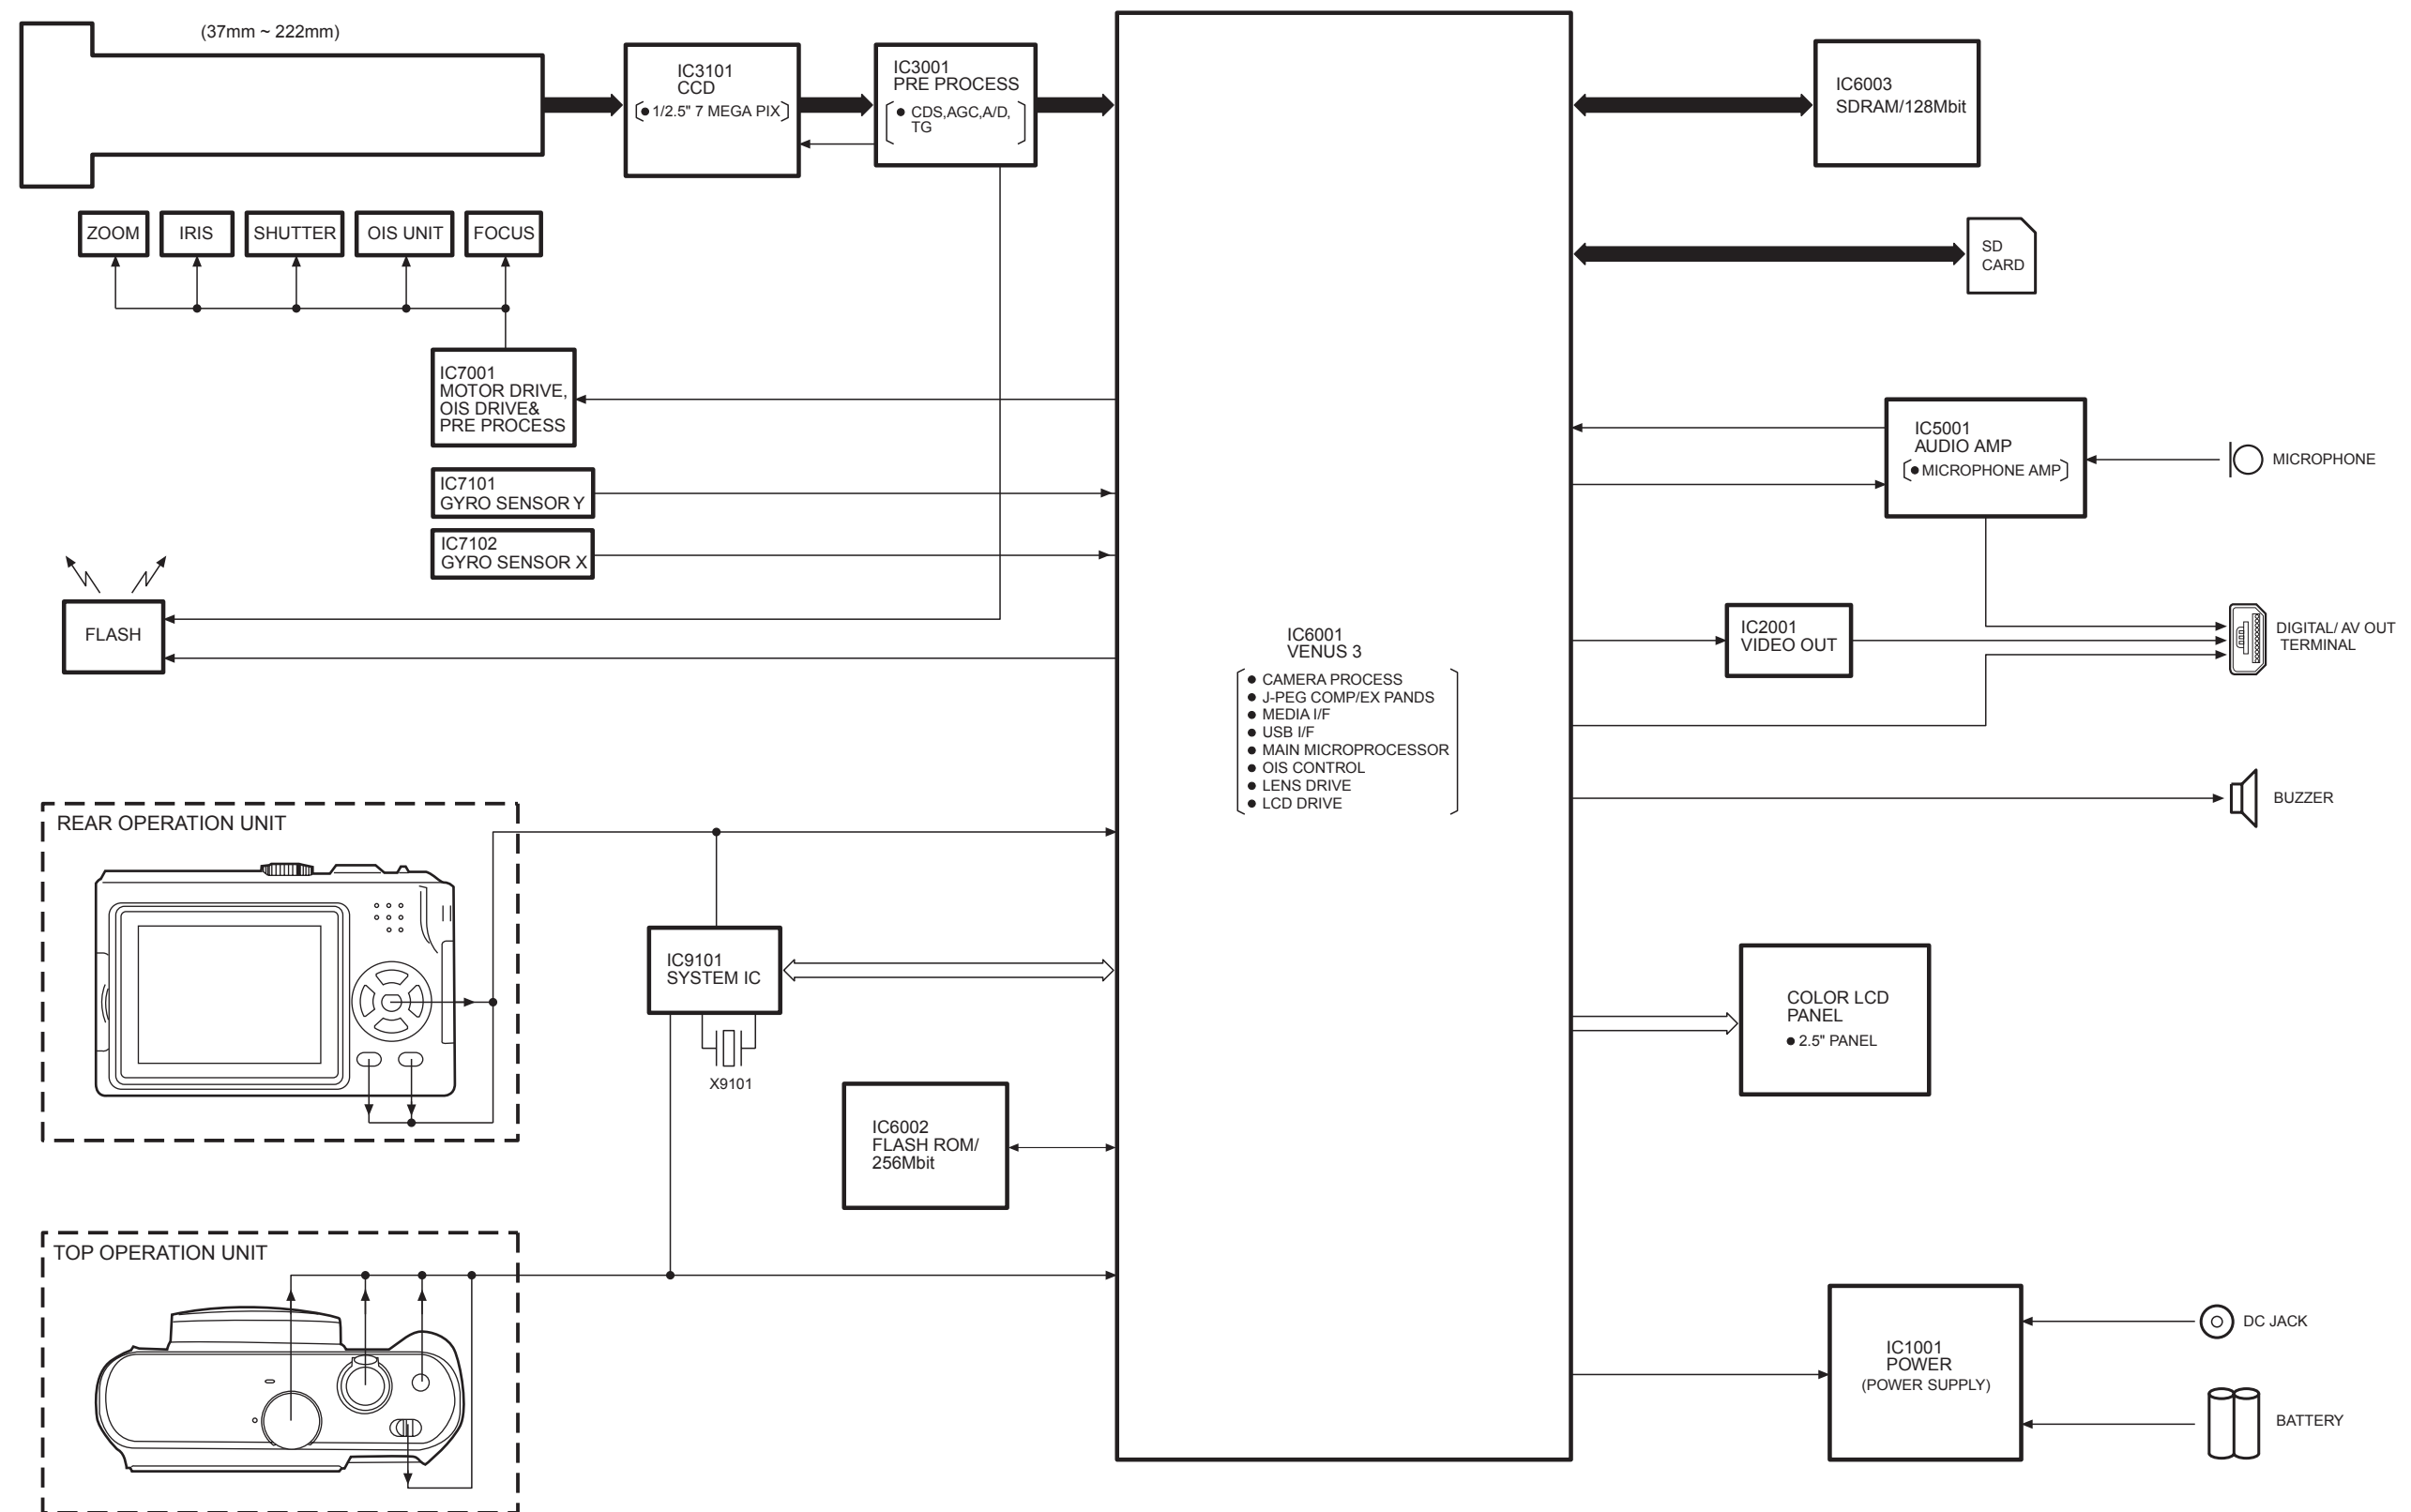 (37mm ~ 222mm)
IC3101
CCD
● 1/2.5" 7 MEGA PIX
IC3001
PRE PROCESS
● CDS,AGC,A/D,
TG
IC6003
SDRAM/128Mbit
ZOOM
IRIS
SHUTTER
OIS UNIT
FOCUS
SD
CARD
IC7001
MOTOR DRIVE,
OIS DRIVE&
PRE PROCESS
IC5001
AUDIO AMP
● MICROPHONE AMP
MICROPHONE
IC7101
GYRO SENSOR Y
IC7102
GYRO SENSOR X
FLASH
IC6001
VENUS 3
● CAMERA PROCESS
● J-PEG COMP/EX PANDS
● MEDIA I/F
● USB I/F
● MAIN MICROPROCESSOR
● OIS CONTROL
● LENS DRIVE
● LCD DRIVE
IC2001
VIDEO OUT
DIGITAL/ AV OUT
TERMINAL
BUZZER
REAR OPERATION UNIT
IC9101
SYSTEM IC
X9101
COLOR LCD
PANEL
● 2.5" PANEL
IC6002
FLASH ROM/
256Mbit
TOP OPERATION UNIT
IC1001
POWER
(POWER SUPPLY)
DC JACK
BATTERY